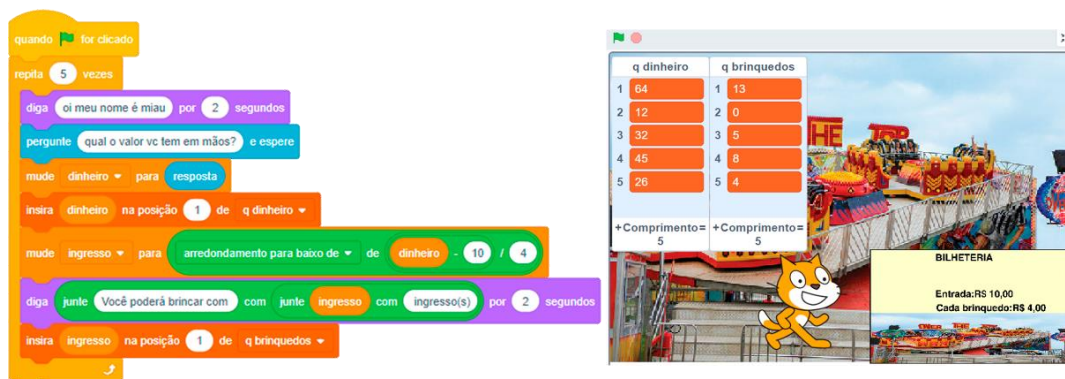 quando for clicado
repita 5 vezes
diga oi meu nome é miau por 2 segundos
pergunte qual o valor vc tem em mãos? e espere
mude dinheiro para resposta
insira dinheiro na posição 1 de q dinheiro
mude ingresso para arredondamento para baixo de de dinheiro - 10 / 4
diga junte Você poderá brincar com com junte ingresso com ingresso(s) por 2 segundos
insira ingresso na posição 1 de q brinquedos
q dinheiro
1 64
2 12
3 32
4 45
5 26
+Comprimento=
5
q brinquedos
1 13
2 0
3 5
4 8
5 4
+Comprimento=
5
THE TOP
BILHETERIA
Entrada:RS 10,00
Cada brinquedo:R$ 4,00